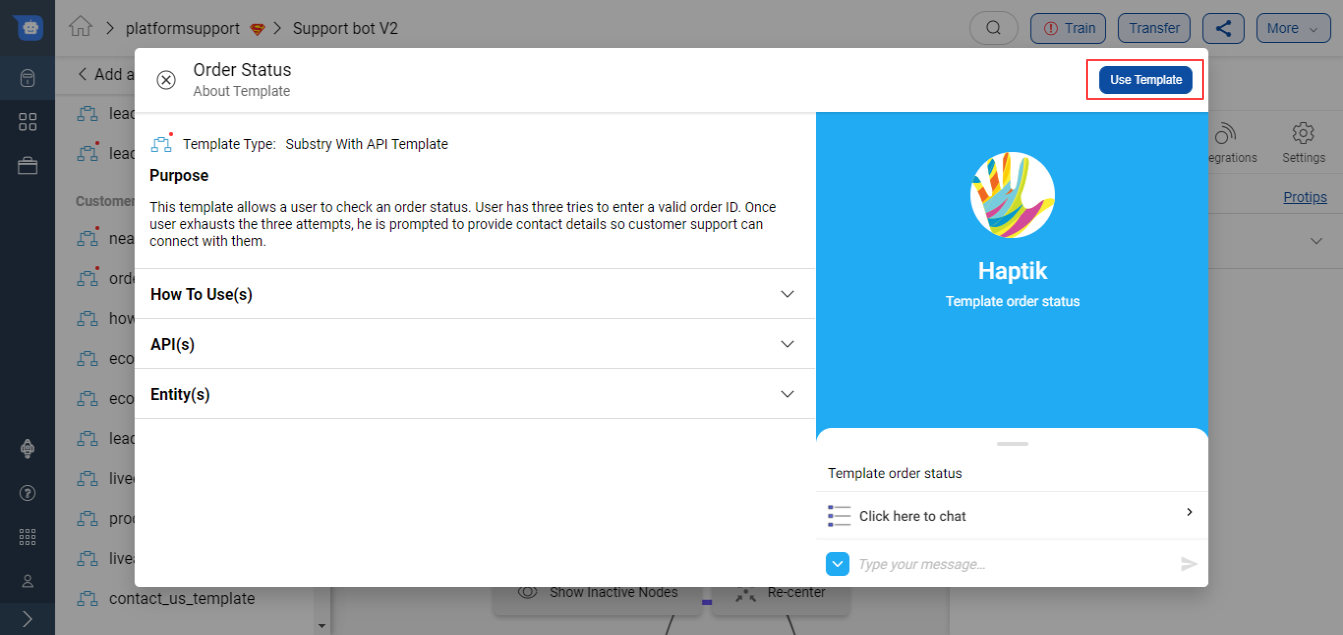 platformsupport
Support bot V2
Train
Transfer
More
Add a
Order Status
About Template
Use Template
lead
lead
Customer
nea
orde
how
eco
eco
lead
live
proc
live
contact_us_template
Template Type: Substry With API Template
Purpose
This template allows a user to check an order status. User has three tries to enter a valid order ID. Once
user exhausts the three attempts, he is prompted to provide contact details so customer support can
connect with them.
How To Use(s)
API(s)
Entity(s)
Haptik
Template order status
Template order status
Click here to chat
Type your message...
egrations
Settings
Protips
Show Inactive Nodes
Re-center